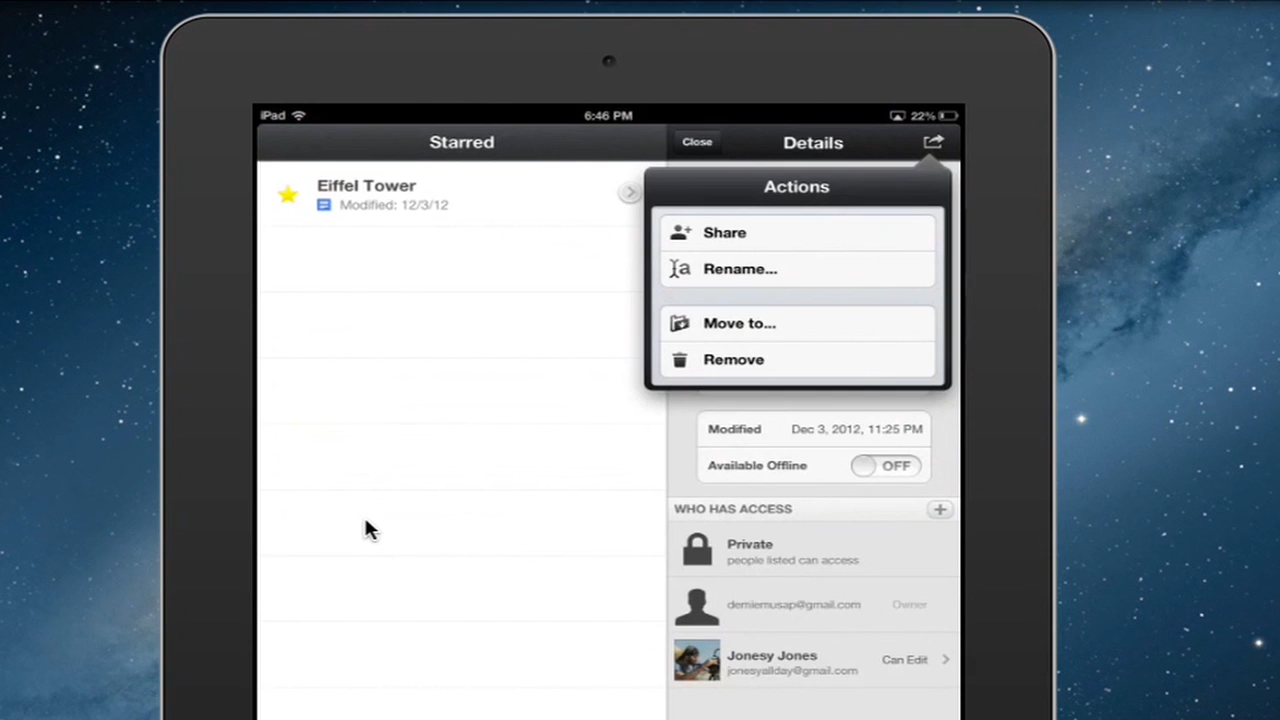 iPad 6:46 PM 22%
Starred
Close Details
Eiffel Tower
Modified: 12/3/12
Actions
Share
Rename...
Move to...
Remove
Modified Dec 3, 2012, 11:25 PM
Available Offline OFF
WHO HAS ACCESS
Private
people listed can access
demiemusap@gmail.com Owner
Jonesy Jones
jonesyallday@gmail.com
Can Edit